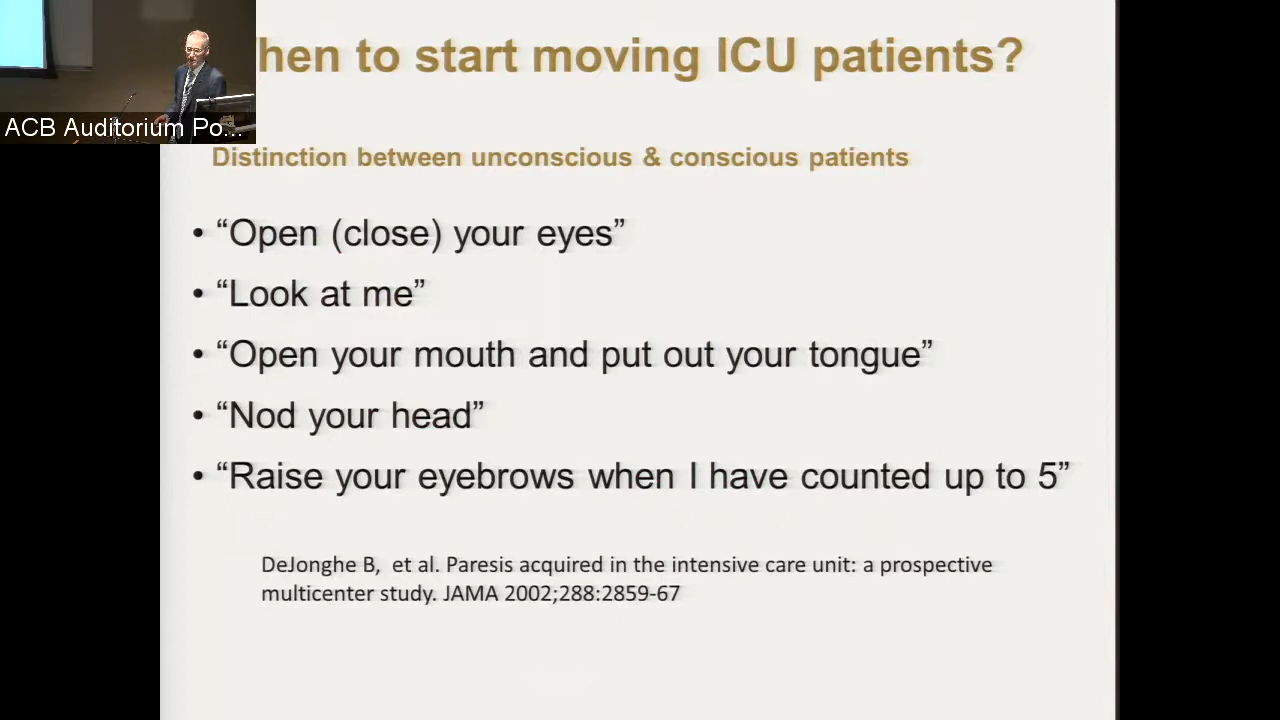 hen to start moving ICU patients?
ACB Auditorium Po...
Distinction between unconscious & conscious patients
• “Open (close) your eyes”
• “Look at me”
• “Open your mouth and put out your tongue”
• “Nod your head”
• “Raise your eyebrows when I have counted up to 5”
DeJonghe B, et al. Paresis acquired in the intensive care unit: a prospective
multicenter study. JAMA 2002;288:2859-67